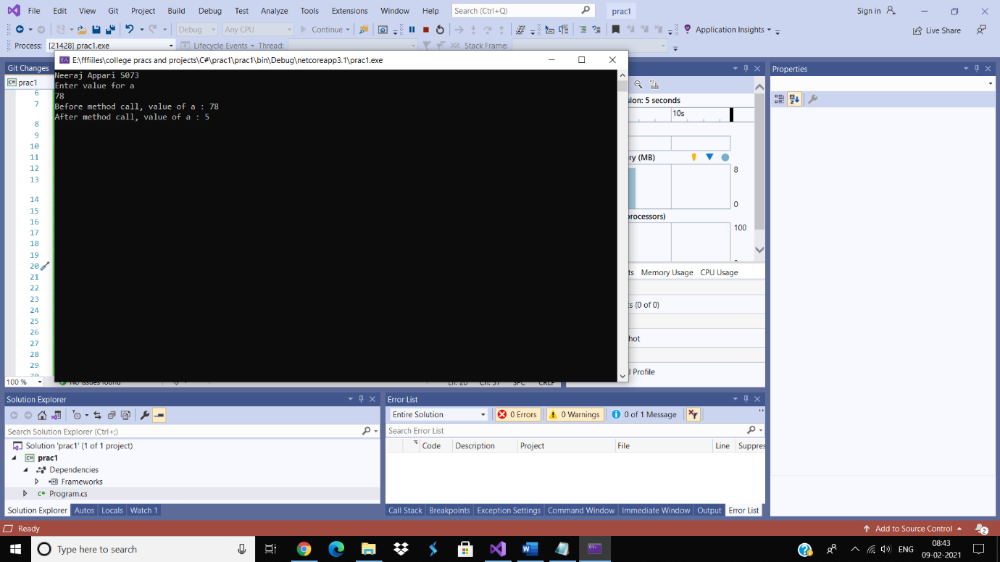 File Edit View Git Project Build Debug Test Analyze Tools Extensions Window Help Search (Ctrl+Q) prac1 Sign in
Debug Any CPU Continue Application Insights Live Share
Process: [21428] prac1.exe Lifecycle Events Thread: Stack Frame:
E:\fffiiles\college pracs and projects\C#\prac1\prac1\bin\Debug\netcoreapp3.1\prac1.exe
Git Changes
prac1
Neeraj Appari S073
Enter value for a
78
Before method call, value of a : 78
After method call, value of a : 5
6
7
8
9
10
11
12
13
14
15
16
17
18
19
20
21
22
23
24
25
26
27
28
29
30
100 % No issues found Ln: 20 Ch: 37 SPC CRLF
sion: 5 seconds
10s
ry (MB)
8
0
processors)
100
ts Memory Usage CPU Usage
ts (0 of 0)
hot
U Profile
Properties
Solution Explorer
Search Solution Explorer (Ctrl+;)
Solution 'prac1' (1 of 1 project)
prac1
Dependencies
Frameworks
C# Program.cs
Solution Explorer Autos Locals Watch 1
Error List
Entire Solution 0 Errors 0 Warnings 0 of 1 Message
Search Error List
Code Description Project File Line Suppres
Call Stack Breakpoints Exception Settings Command Window Immediate Window Output Error List
Ready Add to Source Control 2
Type here to search ENG 08:43
09-02-2021